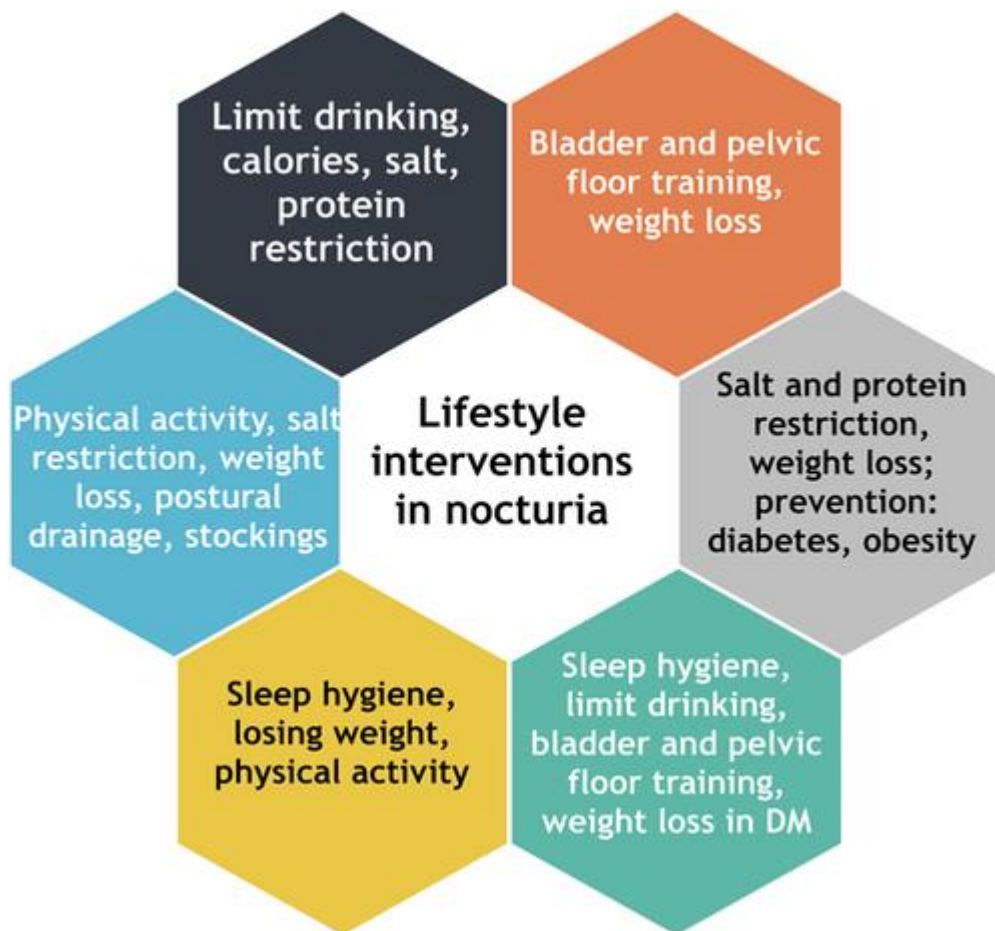 Limit drinking,
calories, salt,
protein
restriction
Bladder and pelvic
floor training,
weight loss
Physical activity, salt
restriction, weight
loss, postural
drainage, stockings
Lifestyle
interventions
in nocturia
Salt and protein
restriction,
weight loss;
prevention:
diabetes, obesity
Sleep hygiene,
losing weight,
physical activity
Sleep hygiene,
limit drinking,
bladder and pelvic
floor training,
weight loss in DM